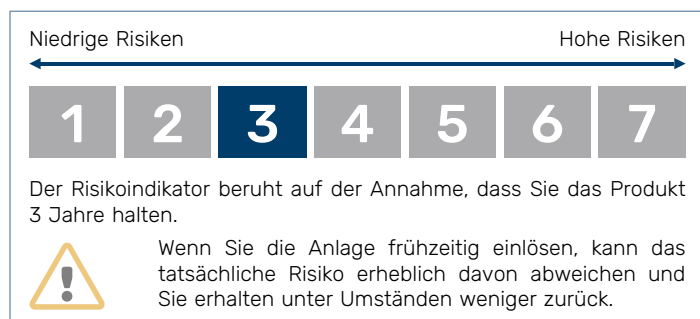 Niedrige Risiken Hohe Risiken
1 2 3 4 5 6 7
Der Risikoindikator beruht auf der Annahme, dass Sie das Produkt
3 Jahre halten.
Wenn Sie die Anlage frühzeitig einlösen, kann das
tatsächliche Risiko erheblich davon abweichen und
Sie erhalten unter Umständen weniger zurück.